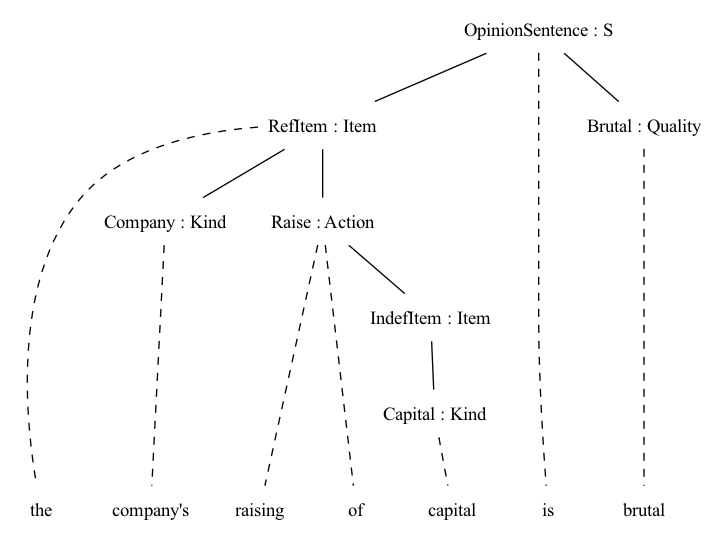 OpinionSentence : S
RefItem : Item
Brutal : Quality
Company : Kind
Raise : Action
IndefItem : Item
Capital : Kind
the company's raising of capital is brutal